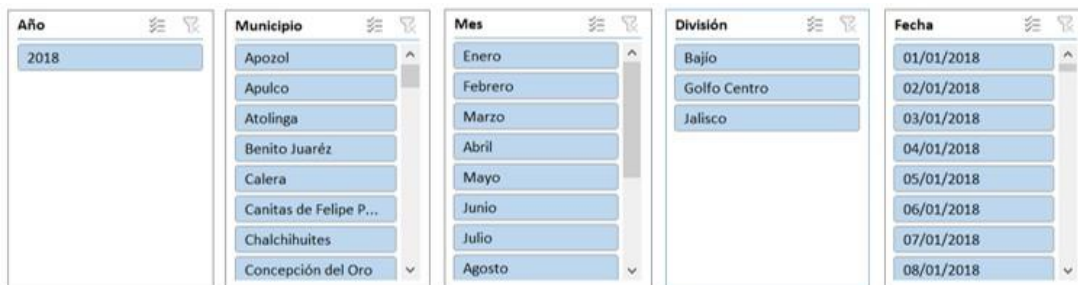 Año
2018
Municipio
Apozol
Apulco
Atolinga
Benito Juaréz
Calera
Canitas de Felipe P...
Chalchihuites
Concepción del Oro
Mes
Enero
Febrero
Marzo
Abril
Mayo
Junio
Julio
Agosto
División
Bajío
Golfo Centro
Jalisco
Fecha
01/01/2018
02/01/2018
03/01/2018
04/01/2018
05/01/2018
06/01/2018
07/01/2018
08/01/2018